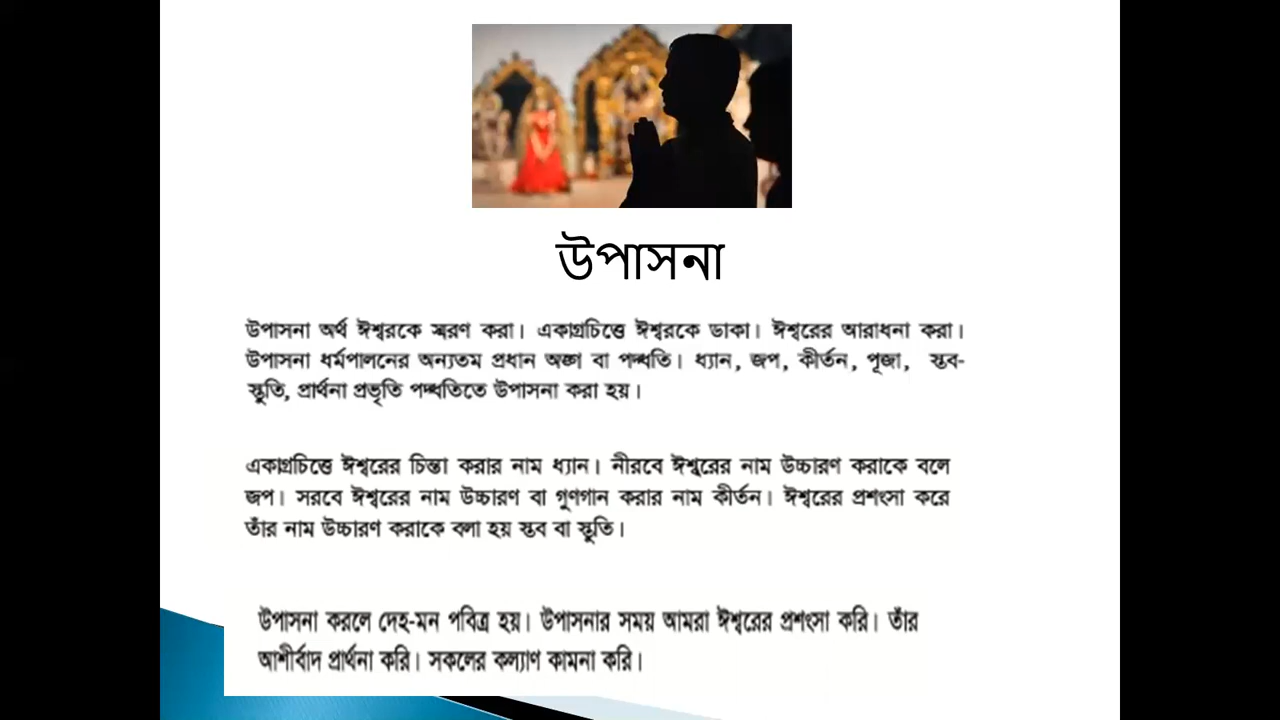 উপাসনা
উপাসনা অর্থ ঈশ্বরকে স্মরণ করা। একাগ্রচিত্তে ঈশ্বরকে ডাকা। ঈশ্বরের আরাধনা করা।
উপাসনা ধর্মপালনের অন্যতম প্রধান অঙ্গ বা পদ্ধতি। ধ্যান, জপ, কীর্তন, পূজা, স্তব-
স্তুতি, প্রার্থনা প্রভৃতি পদ্ধতিতে উপাসনা করা হয়।
একাগ্রচিত্তে ঈশ্বরের চিন্তা করার নাম ধ্যান। নীরবে ঈশ্বরের নাম উচ্চারণ করাকে বলে
জপ। সরবে ঈশ্বরের নাম উচ্চারণ বা গুণগান করার নাম কীর্তন। ঈশ্বরের প্রশংসা করে
তাঁর নাম উচ্চারণ করাকে বলা হয় স্তব বা স্তুতি।
উপাসনা করলে দেহ-মন পবিত্র হয়। উপাসনার সময় আমরা ঈশ্বরের প্রশংসা করি। তাঁর
আশীর্বাদ প্রার্থনা করি। সকলের কল্যাণ কামনা করি।